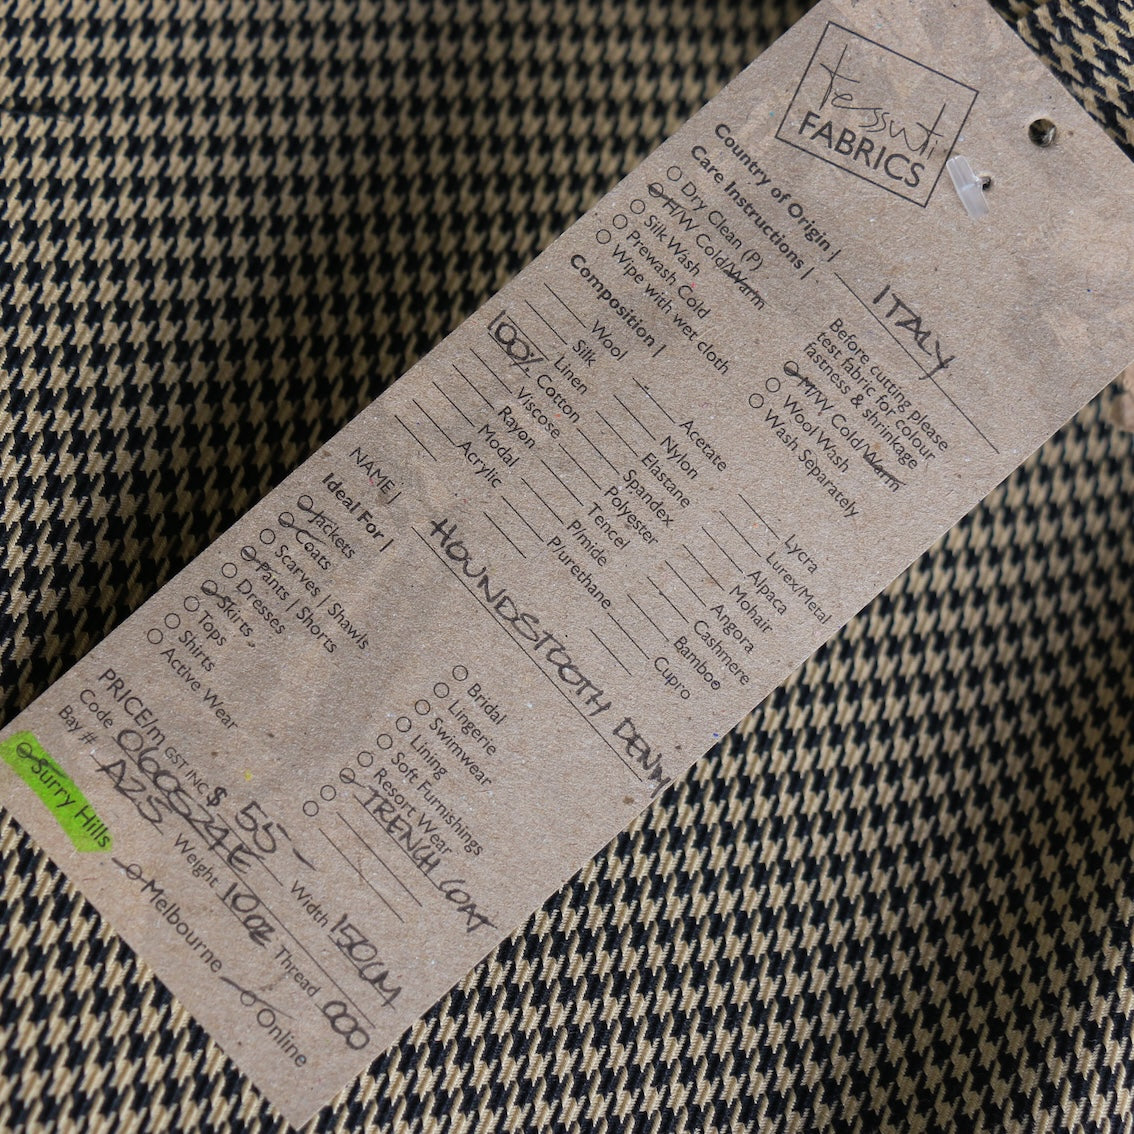 tessuti
FABRICS
Country of Origin | ITALY
Care Instructions |
Before cutting please
test fabric for colour
fastness & shrinkage
Dry Clean (P)
H/W Cold/Warm
Silk Wash
Prewash Cold
Wipe with wet cloth
M/W Cold/Warm
Wool Wash
Wash Separately
Composition |
Wool
Silk
Linen
100% Cotton
Viscose
Rayon
Modal
Acrylic
Acetate
Nylon
Elastane
Spandex
Polyester
Tencel
P/mide
P/urethane
Lycra
Lurex/Metal
Alpaca
Mohair
Angora
Cashmere
Bamboo
Cupro
NAME | HOUNDSTOOTH DENIM
Ideal For |
Jackets
Coats
Scarves | Shawls
Pants | Shorts
Dresses
Skirts
Tops
Shirts
Active Wear
Bridal
Lingerie
Swimwear
Lining
Soft Furnishings
Resort Wear
TRENCH COAT
PRICE/m GST INC $ 55 - Width 150CM
Code 0600524E Weight 10oz Thread 000
Bay # A2S
Surry Hills Melbourne Online